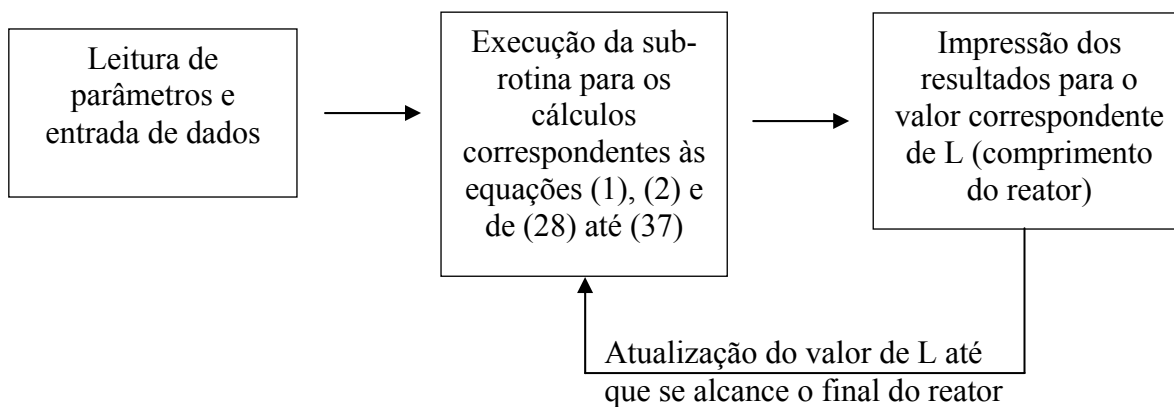 Leitura de
parâmetros e
entrada de dados
Execução da sub-
rotina para os
cálculos
correspondentes às
equações (1), (2) e
de (28) até (37)
Impressão dos
resultados para o
valor correspondente
de L (comprimento
do reator)
Atualização do valor de L até
que se alcance o final do reator